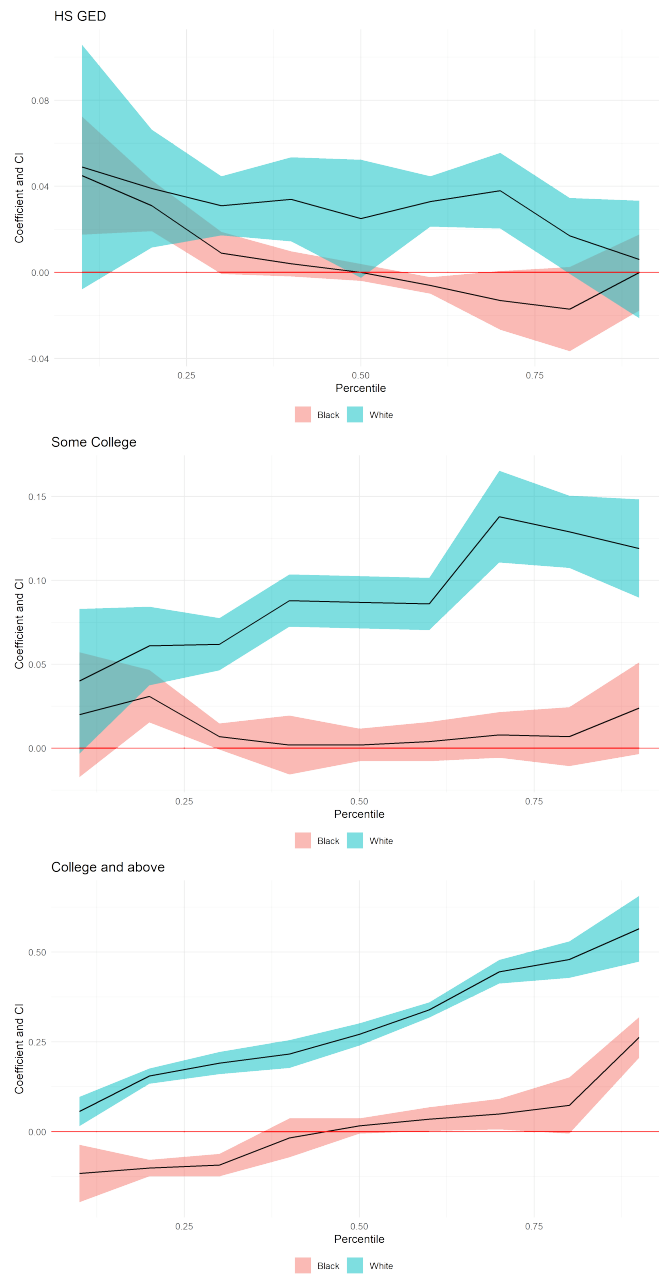 HS GED
0.08
0.04
0.00
-0.04
Coefficient and CI
0.25 0.50 0.75
Percentile
Black White
Some College
0.15
0.10
0.05
0.00
Coefficient and CI
0.25 0.50 0.75
Percentile
Black White
College and above
0.50
0.25
0.00
Coefficient and CI
0.25 0.50 0.75
Percentile
Black White